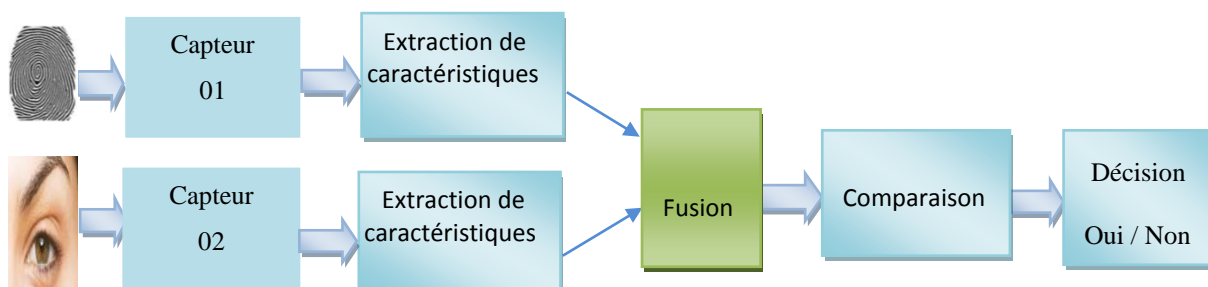 Capteur
01
Extraction de
caractéristiques
Capteur
02
Extraction de
caractéristiques
Fusion
Comparaison
Décision
Oui / Non